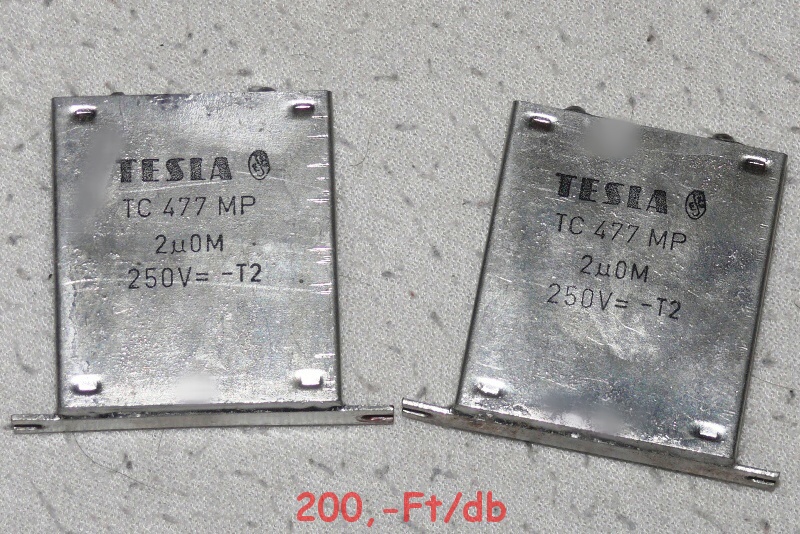 TESLA
TC 477 MP
2µ0M
250V= -T2
TESLA
TC 477 MP
2µ0M
250V= -T2
200,-Ft/db